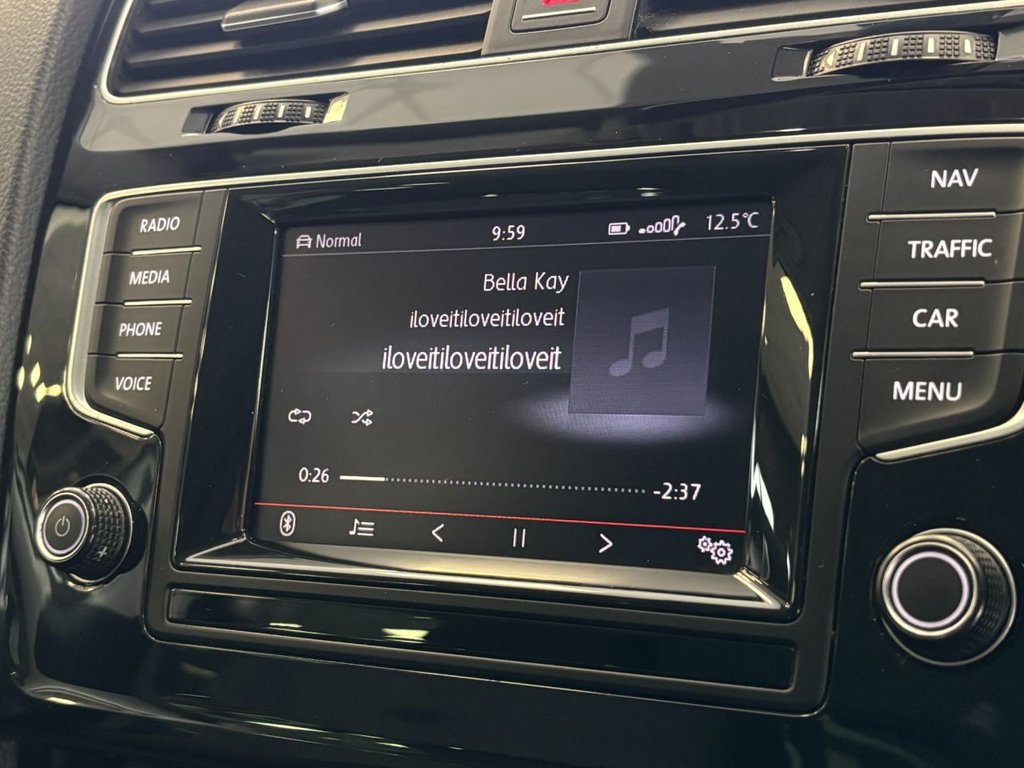 RADIO
MEDIA
PHONE
VOICE
Normal 9:59 12.5°C
Bella Kay
iloveitiloveitiloveit
iloveitiloveitiloveit
0:26 -2:37
NAV
TRAFFIC
CAR
MENU